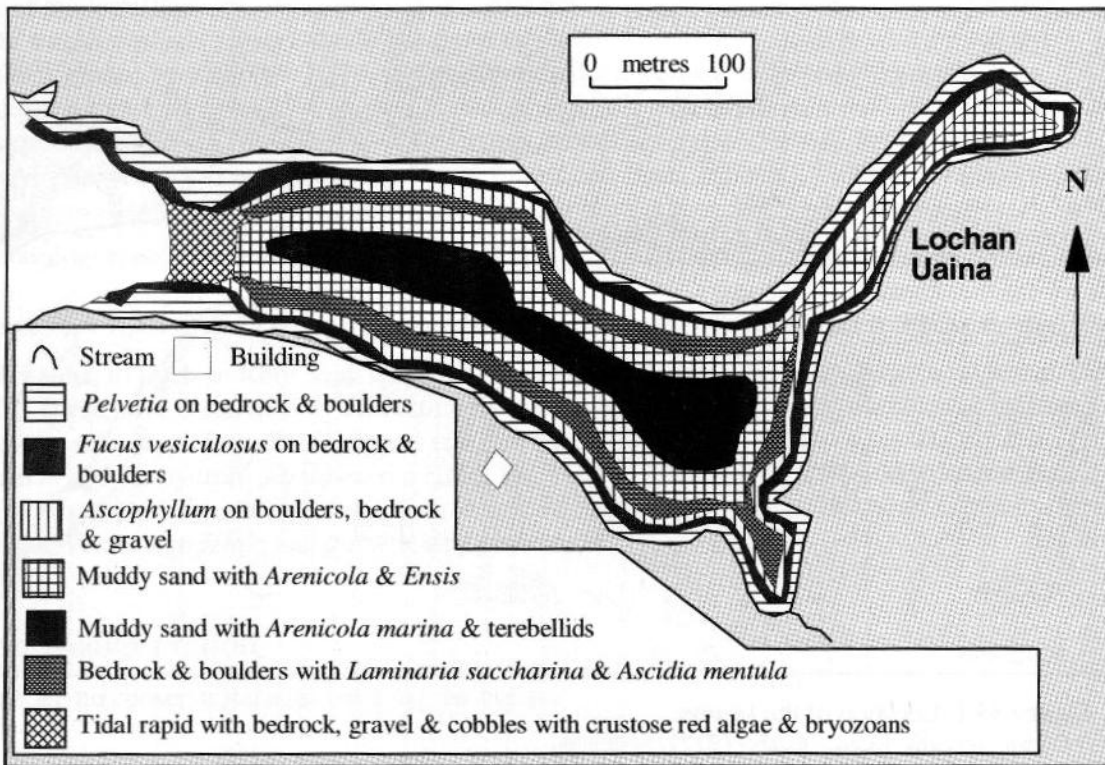 0 metres 100
N
Lochan
Uaina
Stream Building
Pelvetia on bedrock & boulders
Fucus vesiculosus on bedrock &
boulders
Ascophyllum on boulders, bedrock
& gravel
Muddy sand with Arenicola & Ensis
Muddy sand with Arenicola marina & terebellids
Bedrock & boulders with Laminaria saccharina & Ascidia mentula
Tidal rapid with bedrock, gravel & cobbles with crustose red algae & bryozoans